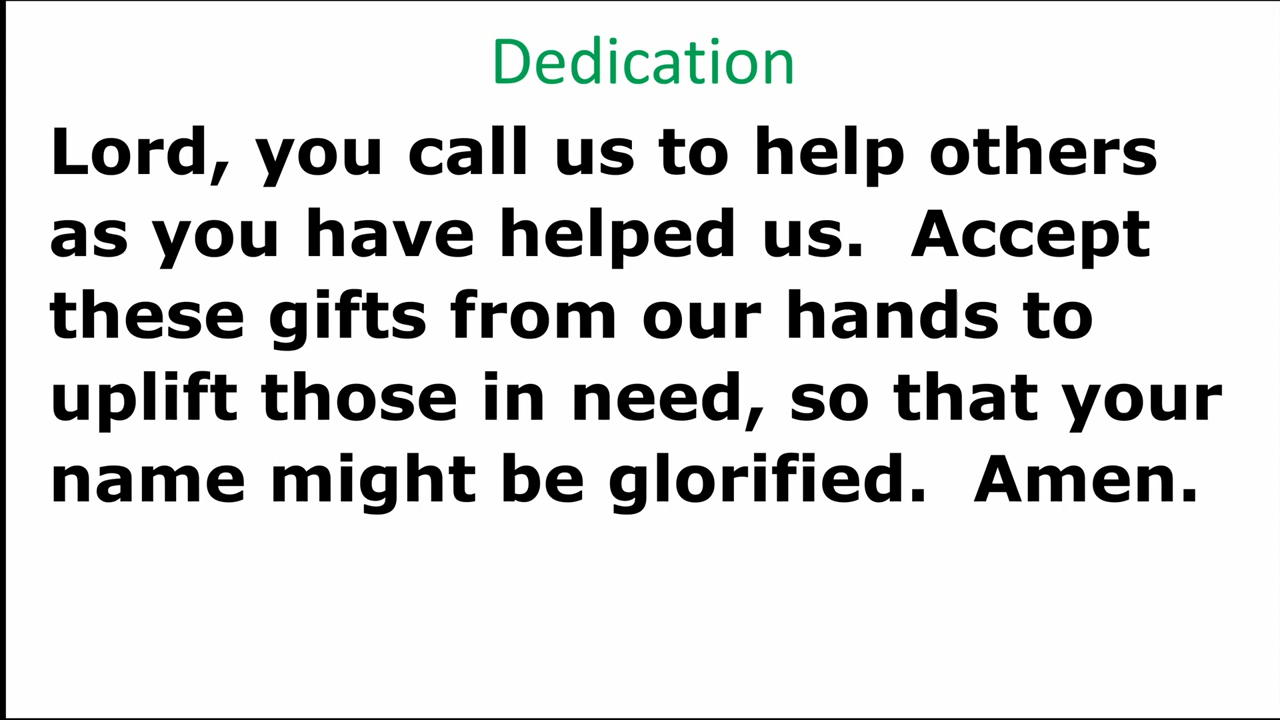 Dedication
Lord, you call us to help others
as you have helped us.  Accept
these gifts from our hands to
uplift those in need, so that your
name might be glorified.  Amen.